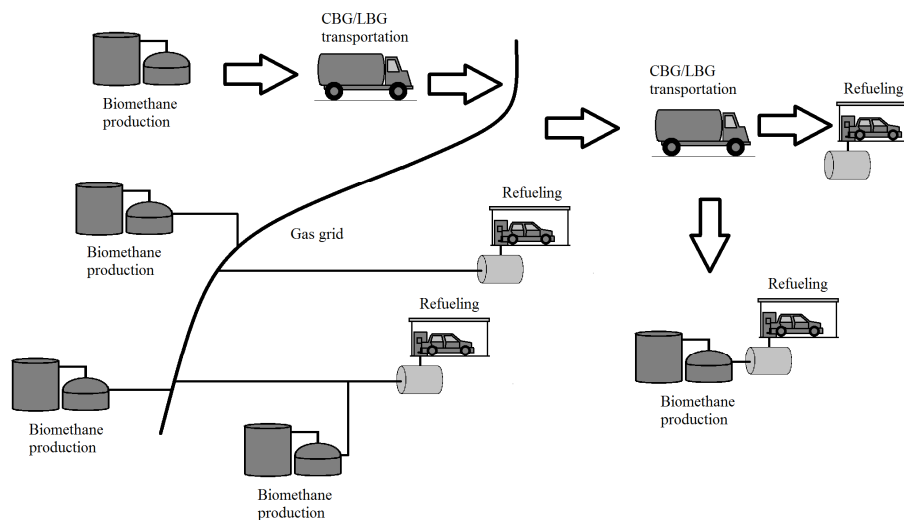 CBG/LBG
transportation
Biomethane
production
CBG/LBG
transportation
Refueling
Biomethane
production
Gas grid
Refueling
Refueling
Refueling
Biomethane
production
Biomethane
production
Biomethane
production